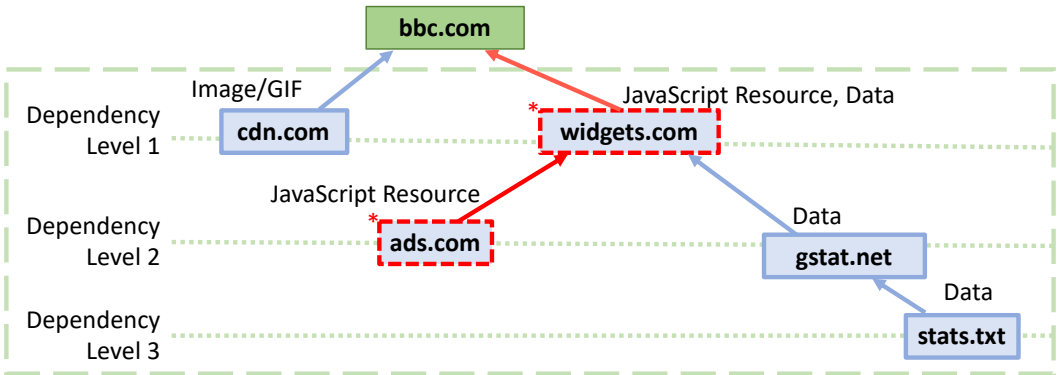 bbc.com
Image/GIF
JavaScript Resource, Data
Dependency
Level 1
cdn.com
*
widgets.com
JavaScript Resource
Data
Dependency
Level 2
*
ads.com
gstat.net
Data
Dependency
Level 3
stats.txt